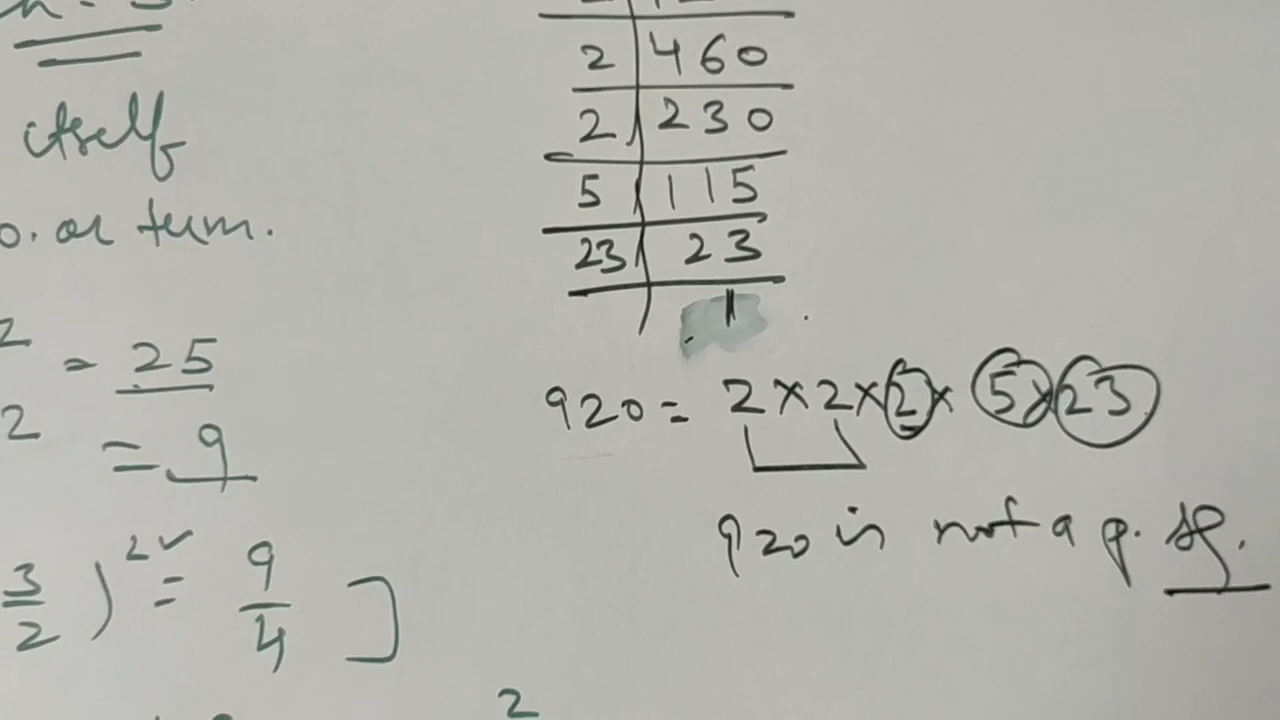 itself
o. or term.
2 = 25
2 = 9
3/2 )² = 9/4 ]
2
2 | 460
2 | 230
5 | 115
23 | 23
1
920 = 2 × 2 × 2 × 5 × 23
920 is not a p. sq.